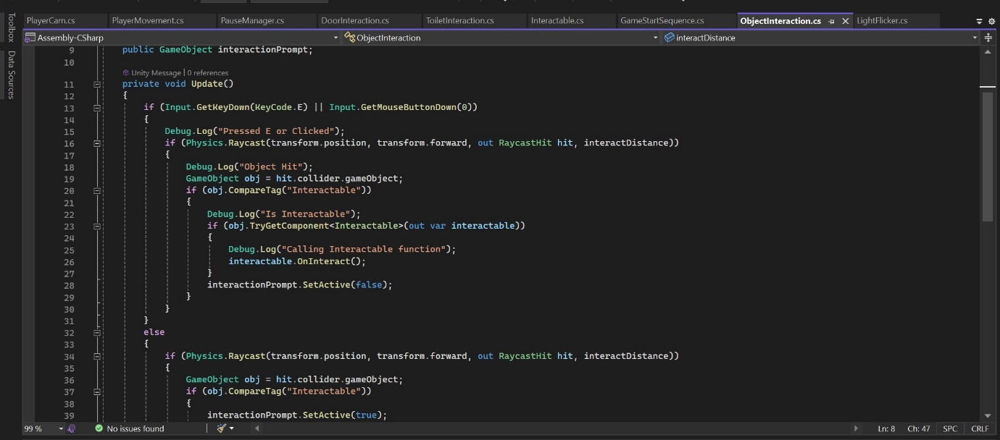 PlayerCam.cs PlayerMovement.cs PauseManager.cs DoorInteraction.cs ToiletInteraction.cs Interactable.cs GameStartSequence.cs ObjectInteraction.cs LightFlicker.cs
Toolbox
Data Sources
Assembly-CSharp ObjectInteraction interactDistance
9 public GameObject interactionPrompt;
10
Unity Message | 0 references
11 private void Update()
12 {
13 if (Input.GetKeyDown(KeyCode.E) || Input.GetMouseButtonDown(0))
14 {
15 Debug.Log("Pressed E or Clicked");
16 if (Physics.Raycast(transform.position, transform.forward, out RaycastHit hit, interactDistance))
17 {
18 Debug.Log("Object Hit");
19 GameObject obj = hit.collider.gameObject;
20 if (obj.CompareTag("Interactable"))
21 {
22 Debug.Log("Is Interactable");
23 if (obj.TryGetComponent<Interactable>(out var interactable))
24 {
25 Debug.Log("Calling Interactable function");
26 interactable.OnInteract();
27 }
28 interactionPrompt.SetActive(false);
29 }
30 }
31 }
32 else
33 {
34 if (Physics.Raycast(transform.position, transform.forward, out RaycastHit hit, interactDistance))
35 {
36 GameObject obj = hit.collider.gameObject;
37 if (obj.CompareTag("Interactable"))
38 {
39 interactionPrompt.SetActive(true);
99 % No issues found Ln: 8 Ch: 47 SPC CRLF